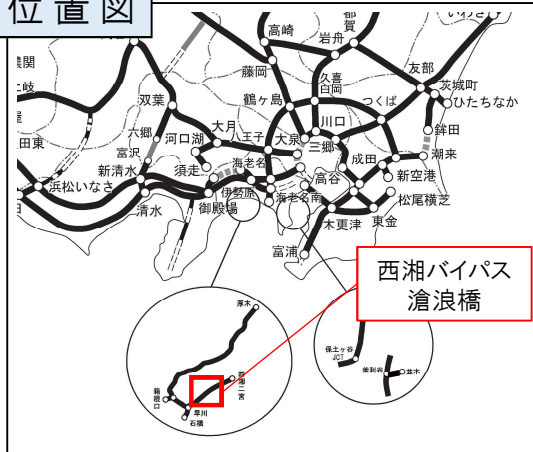 位置図
都賀
いわき
高崎
岩舟
友部
藤岡
茨城町
久喜白岡
鶴ヶ島
つくば
ひたちなか
双葉
川口
大月
八王子
大泉
三郷
鉾田
六郷
河口湖
成田
潮来
富沢
海老名
高谷
新空港
新清水
須走
伊勢原
海老名南
松尾横芝
浜松いなさ
清水
御殿場
木更津
東金
富浦
西湘バイパス
滄浪橋
厚木
保土ヶ谷
JCT
釜利谷
並木
西湘二宮
箱根口
早川
石橋